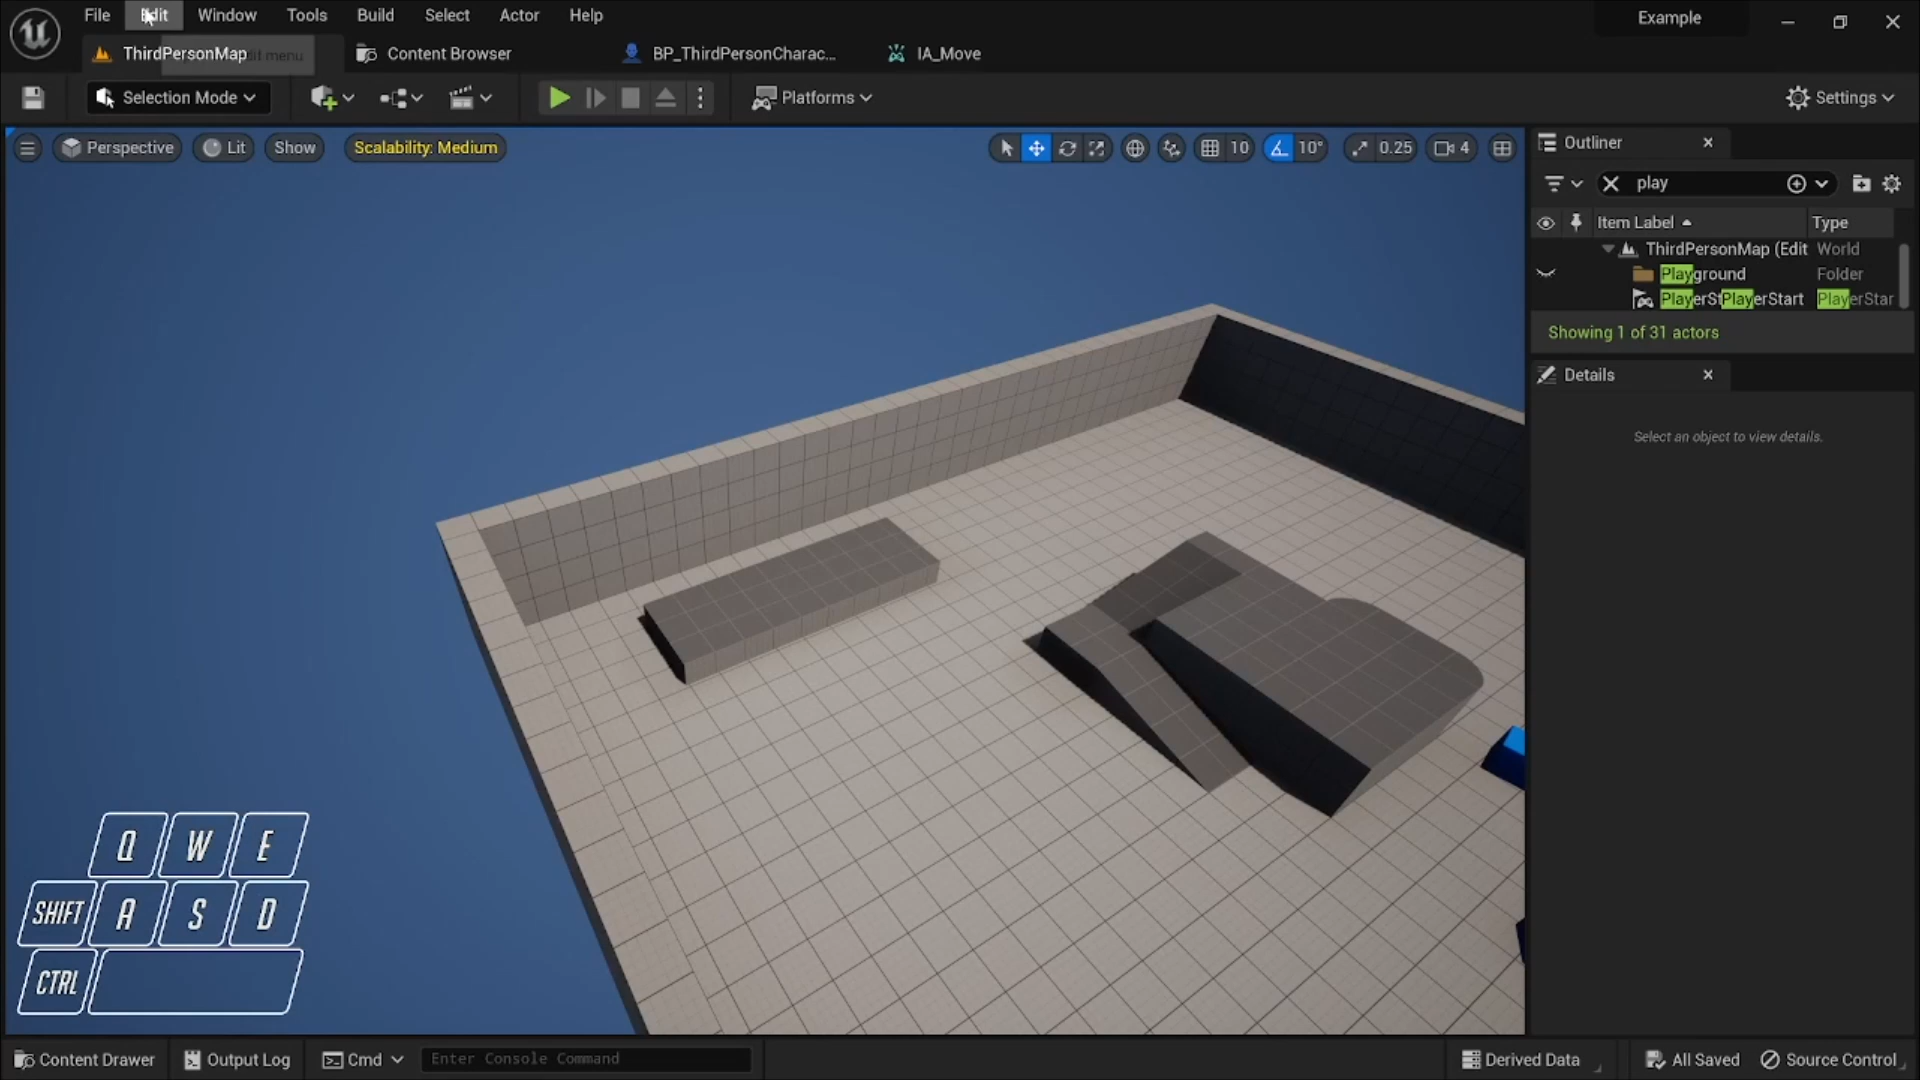 File Edit Window Tools Build Select Actor Help Example
ThirdPersonMap Content Browser BP_ThirdPersonCharac... IA_Move
Selection Mode Platforms Settings
Perspective Lit Show Scalability: Medium 10 10° 0.25 4
Outliner
play
Item Label Type
ThirdPersonMap (Edit World
Playground Folder
PlayerStPlayerStart PlayerStar
Showing 1 of 31 actors
Details
Select an object to view details.
Q W E
SHIFT A S D
CTRL
Content Drawer Output Log Cmd Enter Console Command Derived Data All Saved Source Control